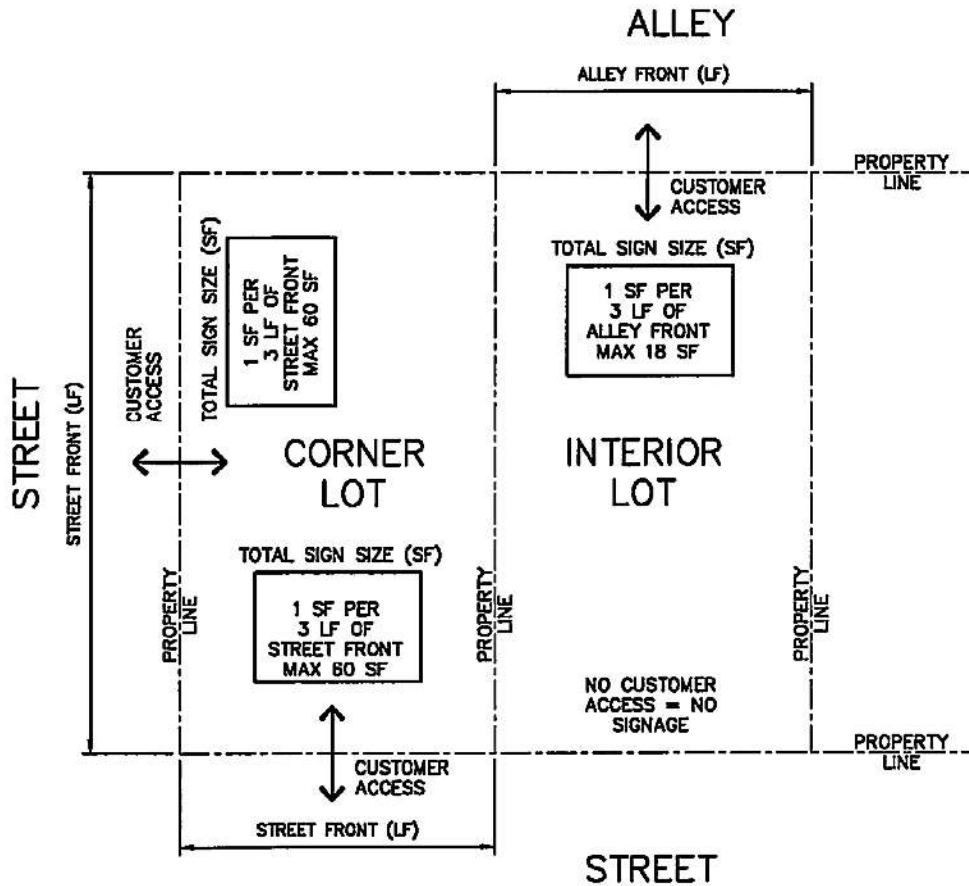 ALLEY
ALLEY FRONT (LF)
PROPERTY
LINE
CUSTOMER
ACCESS
TOTAL SIGN SIZE (SF)
1 SF PER
3 LF OF
ALLEY FRONT
MAX 18 SF
TOTAL SIGN SIZE (SF)
1 SF PER
3 LF OF
STREET FRONT
MAX 60 SF
CUSTOMER
ACCESS
STREET
STREET FRONT (LF)
CORNER
LOT
INTERIOR
LOT
TOTAL SIGN SIZE (SF)
1 SF PER
3 LF OF
STREET FRONT
MAX 60 SF
PROPERTY
LINE
PROPERTY
LINE
PROPERTY
LINE
NO CUSTOMER
ACCESS = NO
SIGNAGE
PROPERTY
LINE
CUSTOMER
ACCESS
STREET FRONT (LF)
STREET